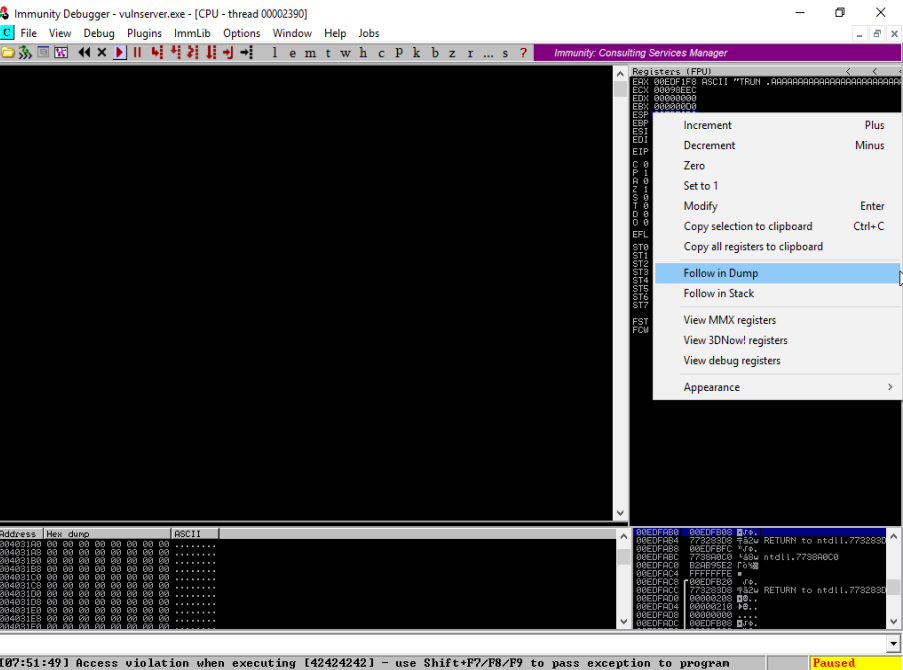 Immunity Debugger - vulnserver.exe - [CPU - thread 00002390]
C File View Debug Plugins ImmLib Options Window Help Jobs
l e m t w h c P k b z r ... s ? Immunity: Consulting Services Manager
Registers (FPU) < < <
EAX 00EDF1F8 ASCII "TRUN .AAAAAAAAAAAAAAAAAAAAAAAA
ECX 00098EEC
EDX 00000000
EBX 000000D0
ESP
EBP
ESI
EDI
EIP
C 0
P 1
A 0
Z 1
S 0
T 0
D 0
O 0
EFL
ST0
ST1
ST2
ST3
ST4
ST5
ST6
ST7
FST
FCW
Increment Plus
Decrement Minus
Zero
Set to 1
Modify Enter
Copy selection to clipboard Ctrl+C
Copy all registers to clipboard
Follow in Dump
Follow in Stack
View MMX registers
View 3DNow! registers
View debug registers
Appearance >
Address Hex dump ASCII
004031A0 00 00 00 00 00 00 00 00 ........
004031A8 00 00 00 00 00 00 00 00 ........
004031B0 00 00 00 00 00 00 00 00 ........
004031B8 00 00 00 00 00 00 00 00 ........
004031C0 00 00 00 00 00 00 00 00 ........
004031C8 00 00 00 00 00 00 00 00 ........
004031D0 00 00 00 00 00 00 00 00 ........
004031D8 00 00 00 00 00 00 00 00 ........
004031E0 00 00 00 00 00 00 00 00 ........
004031E8 00 00 00 00 00 00 00 00 ........
004031F0 00 00 00 00 00 00 00 00 ........
00EDFAB0 00EDFB08
00EDFAB4 773283D8 RETURN to ntdll.773283D
00EDFAB8 00EDFBFC
00EDFABC 7738A0C0 ntdll.7738A0C0
00EDFAC0 B2AB95E2
00EDFAC4 FFFFFFFE
00EDFAC8 00EDFB20
00EDFACC 773283D8 RETURN to ntdll.773283D
00EDFAD0 00000208
00EDFAD4 00000210
00EDFAD8 00000000 ....
00EDFADC 00EDFB08
[07:51:49] Access violation when executing [42424242] - use Shift+F7/F8/F9 to pass exception to program Paused